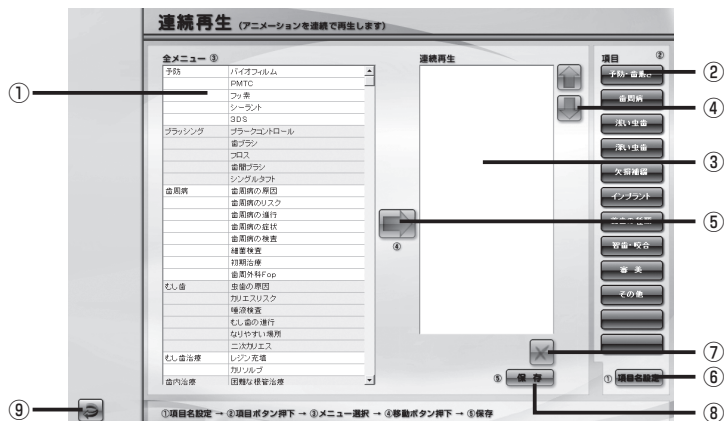 連続再生 (アニメーションを連続で再生します)
全メニュー ③
連続再生
項目 ②
予防 バイオフィルム
PMTC
フッ素
シーラント
3DS
ブラッシング プラークコントロール
歯ブラシ
フロス
歯間ブラシ
シングルタフト
歯周病 歯周病の原因
歯周病のリスク
歯周病の進行
歯周病の症状
歯周病の検査
細菌検査
初期治療
歯周外科Fop
むし歯 虫歯の原因
カリエスリスク
唾液検査
むし歯の進行
なりやすい場所
二次カリエス
むし歯治療 レジン充填
カリソルブ
歯内治療 困難な根管治療
④
歯周病
浅い虫歯
深い虫歯
欠損補綴
インプラント
智歯・咬合
審 美
その他
⑤ 保 存
① 項目名設定
①項目名設定 → ②項目ボタン押下 → ③メニュー選択 → ④移動ボタン押下 → ⑤保存
①
②
④
③
⑤
⑦
⑥
⑧
⑨